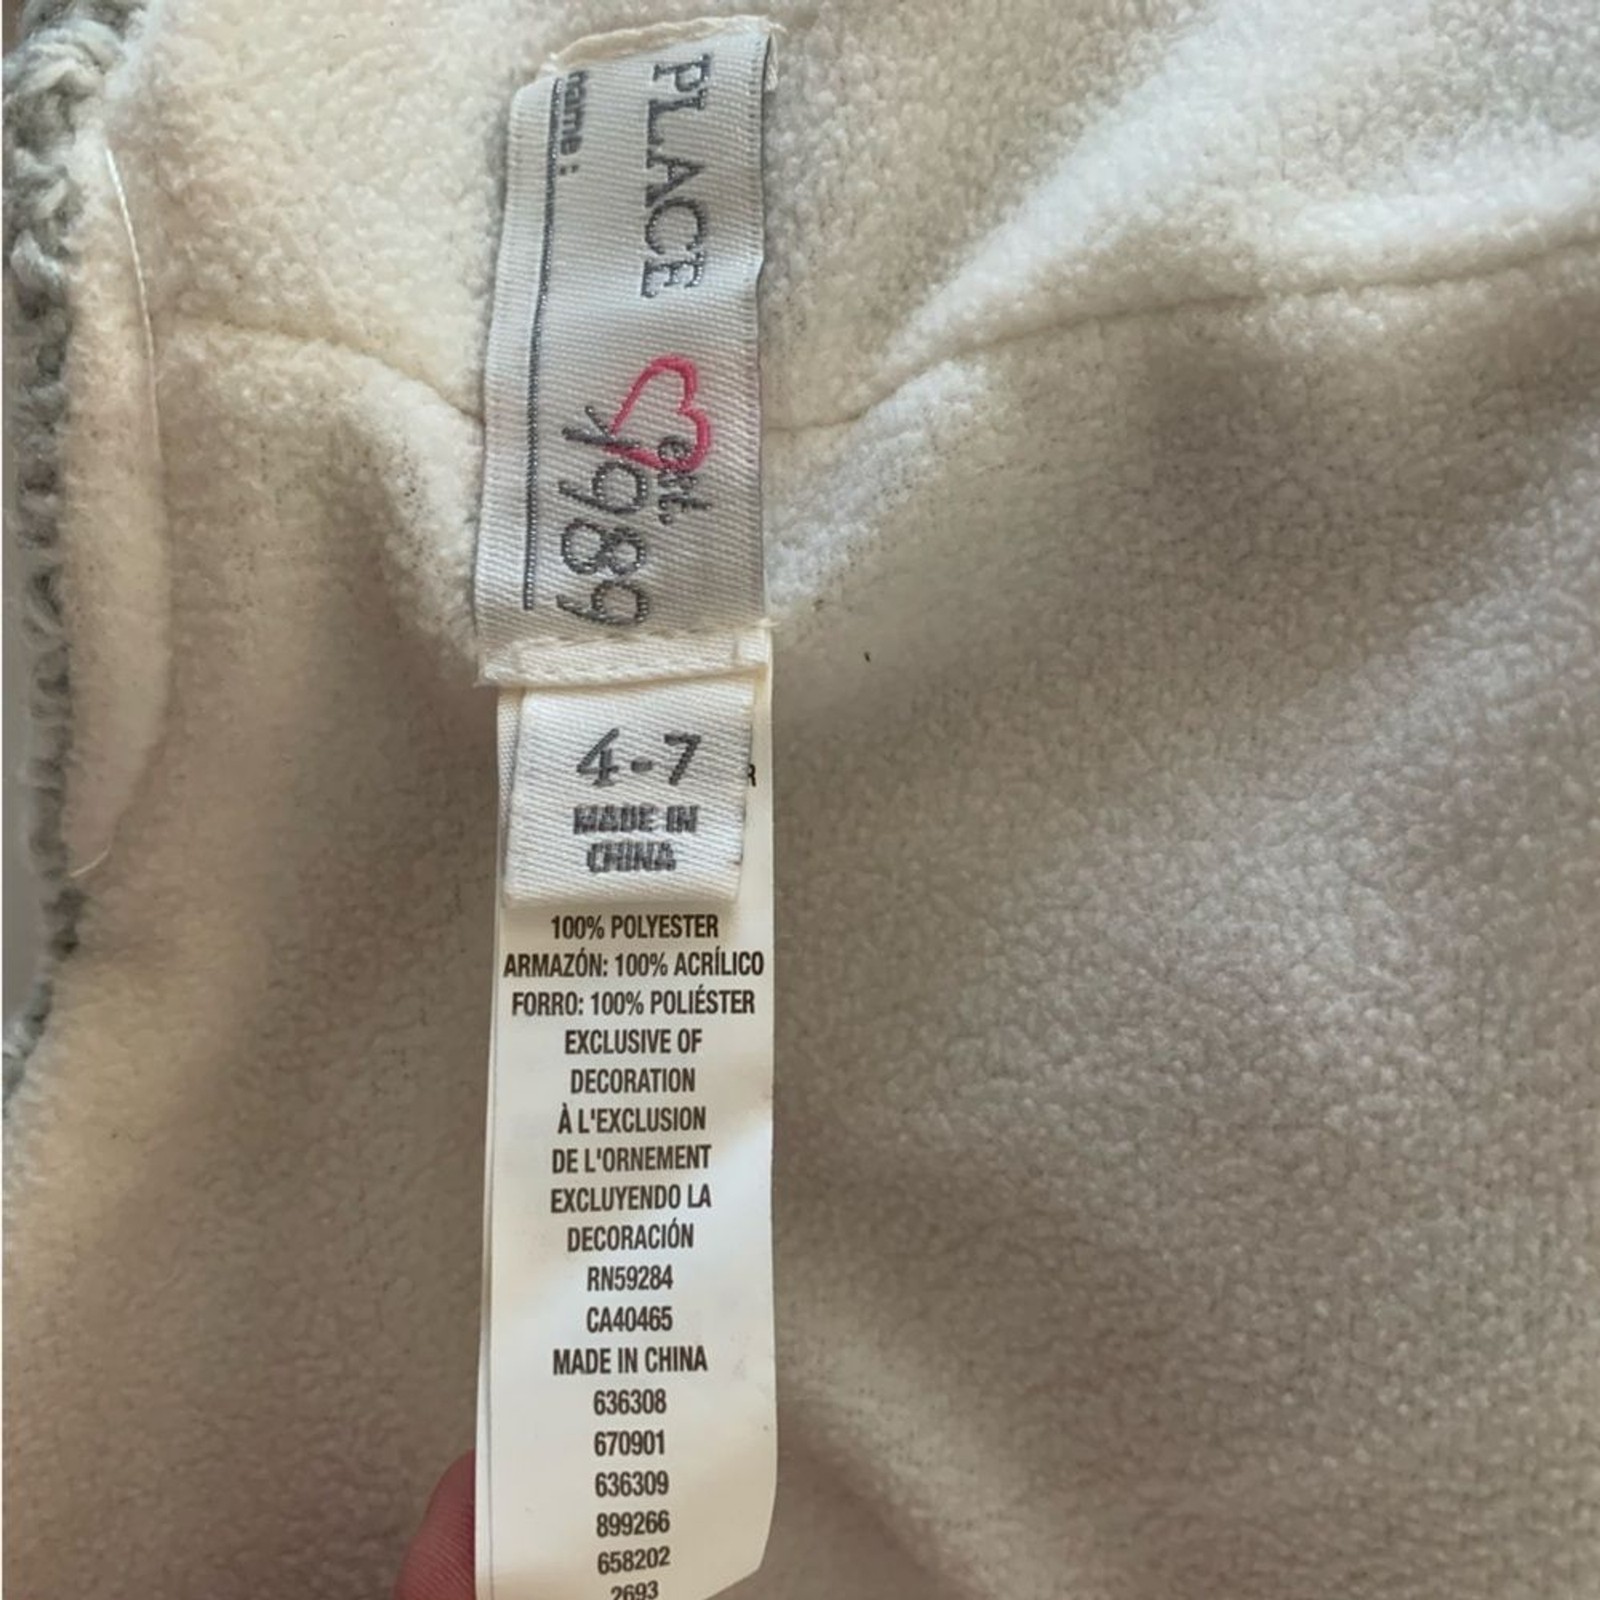 PLACE
est.
1989
name:
4-7
MADE IN
CHINA
R
100% POLYESTER
ARMAZÓN: 100% ACRÍLICO
FORRO: 100% POLIÉSTER
EXCLUSIVE OF
DECORATION
À L'EXCLUSION
DE L'ORNEMENT
EXCLUYENDO LA
DECORACIÓN
RN59284
CA40465
MADE IN CHINA
636308
670901
636309
899266
658202
2693